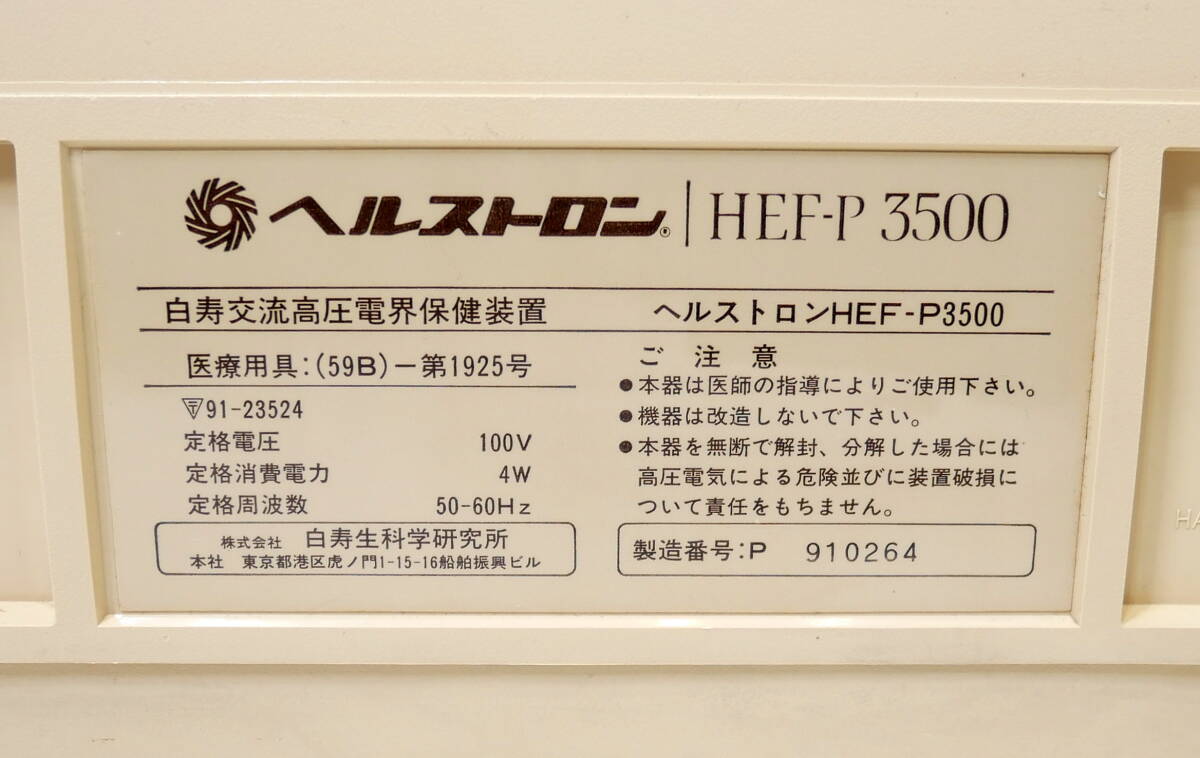 ヘルストロン® HEF-P 3500
白寿交流高圧電界保健装置 ヘルストロンHEF-P3500
医療用具:(59B)ー第1925号
〒91-23524
定格電圧 100V
定格消費電力 4W
定格周波数 50-60Hz
株式会社 白寿生科学研究所
本社 東京都港区虎ノ門1-15-16船舶振興ビル
ご注意
●本器は医師の指導によりご使用下さい。
●機器は改造しないで下さい。
●本器を無断で解封、分解した場合には
高圧電気による危険並びに装置破損に
ついて責任をもちません。
製造番号:P 910264
HA